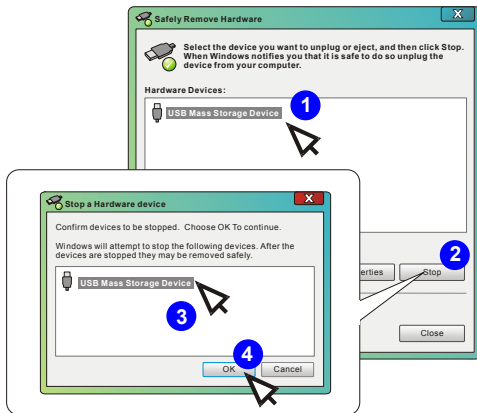 Safely Remove Hardware
X
Select the device you want to unplug or eject, and then click Stop.
When Windows notifies you that it is safe to do so unplug the
device from your computer.
Hardware Devices:
1
USB Mass Storage Device
2
erties
Stop
Close
Stop a Hardware device
X
Confirm devices to be stopped. Choose OK To continue.
Windows will attempt to stop the following devices. After the
devices are stopped they may be removed safely.
USB Mass Storage Device
3
4
OK
Cancel